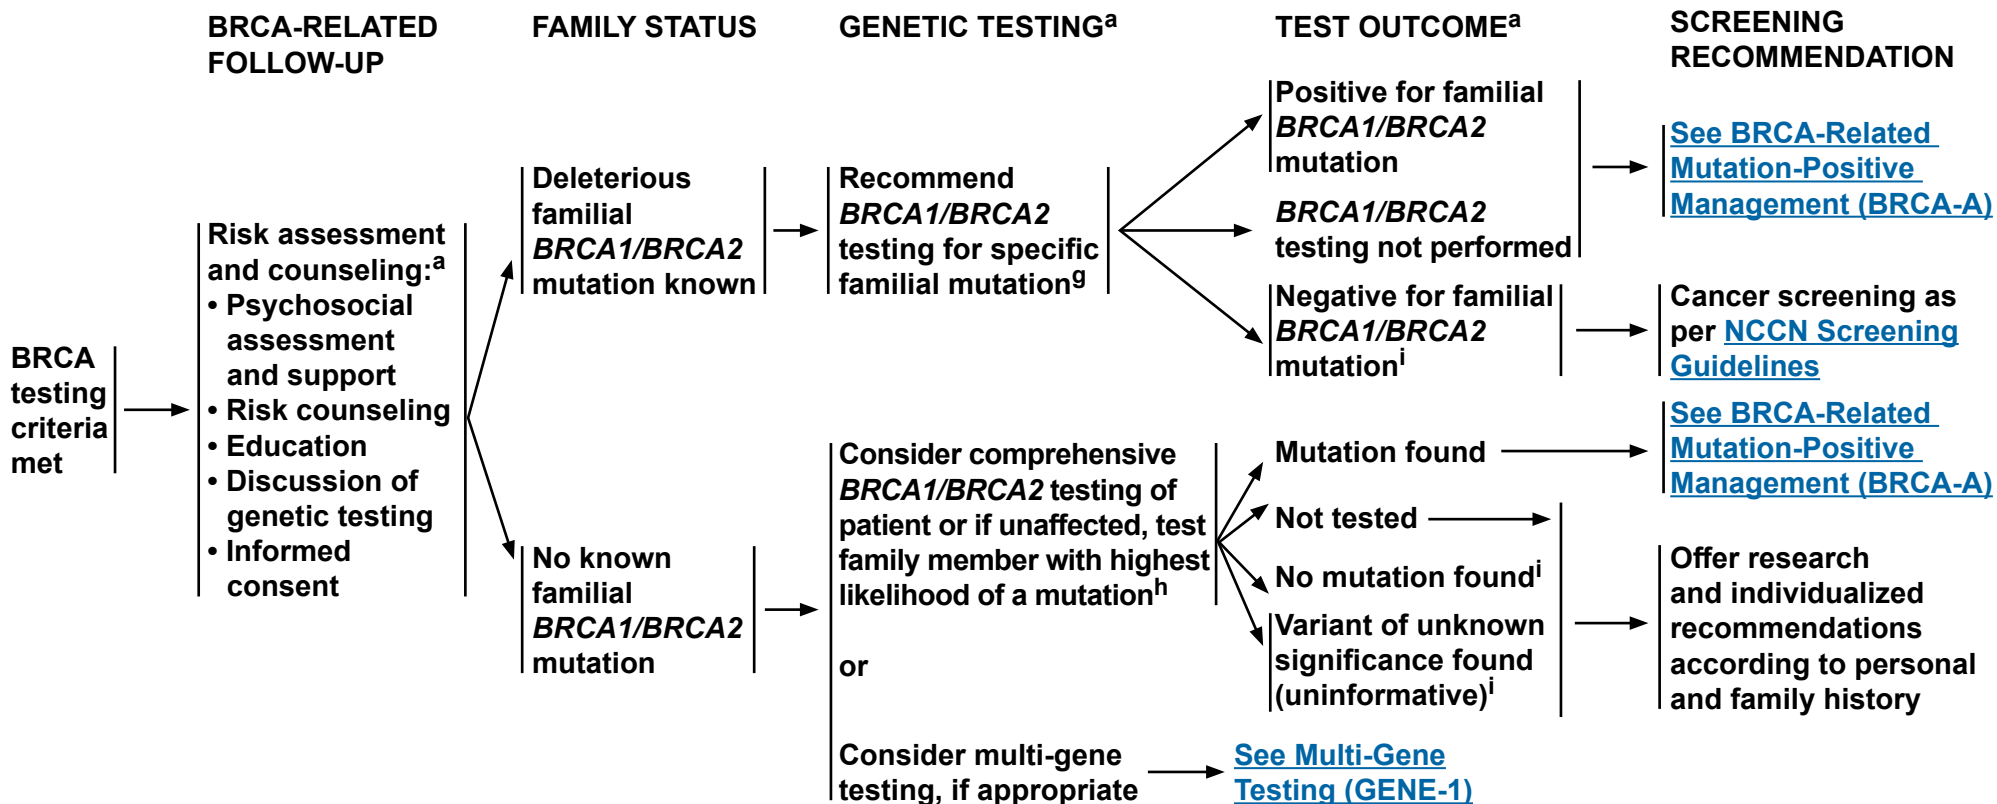 BRCA-RELATED
FOLLOW-UP
FAMILY STATUS
GENETIC TESTINGa
TEST OUTCOMEa
SCREENING
RECOMMENDATION
BRCA
testing
criteria
met
Risk assessment
and counseling:a
• Psychosocial
assessment
and support
• Risk counseling
• Education
• Discussion of
genetic testing
• Informed
consent
Deleterious
familial
BRCA1/BRCA2
mutation known
Recommend
BRCA1/BRCA2
testing for specific
familial mutationg
Positive for familial
BRCA1/BRCA2
mutation
BRCA1/BRCA2
testing not performed
See BRCA-Related
Mutation-Positive
Management (BRCA-A)
Negative for familial
BRCA1/BRCA2
mutationi
Cancer screening as
per NCCN Screening
Guidelines
No known
familial
BRCA1/BRCA2
mutation
Consider comprehensive
BRCA1/BRCA2 testing of
patient or if unaffected, test
family member with highest
likelihood of a mutationh
or
Consider multi-gene
testing, if appropriate
Mutation found
See BRCA-Related
Mutation-Positive
Management (BRCA-A)
Not tested
No mutation foundi
Variant of unknown
significance found
(uninformative)i
Offer research
and individualized
recommendations
according to personal
and family history
See Multi-Gene
Testing (GENE-1)